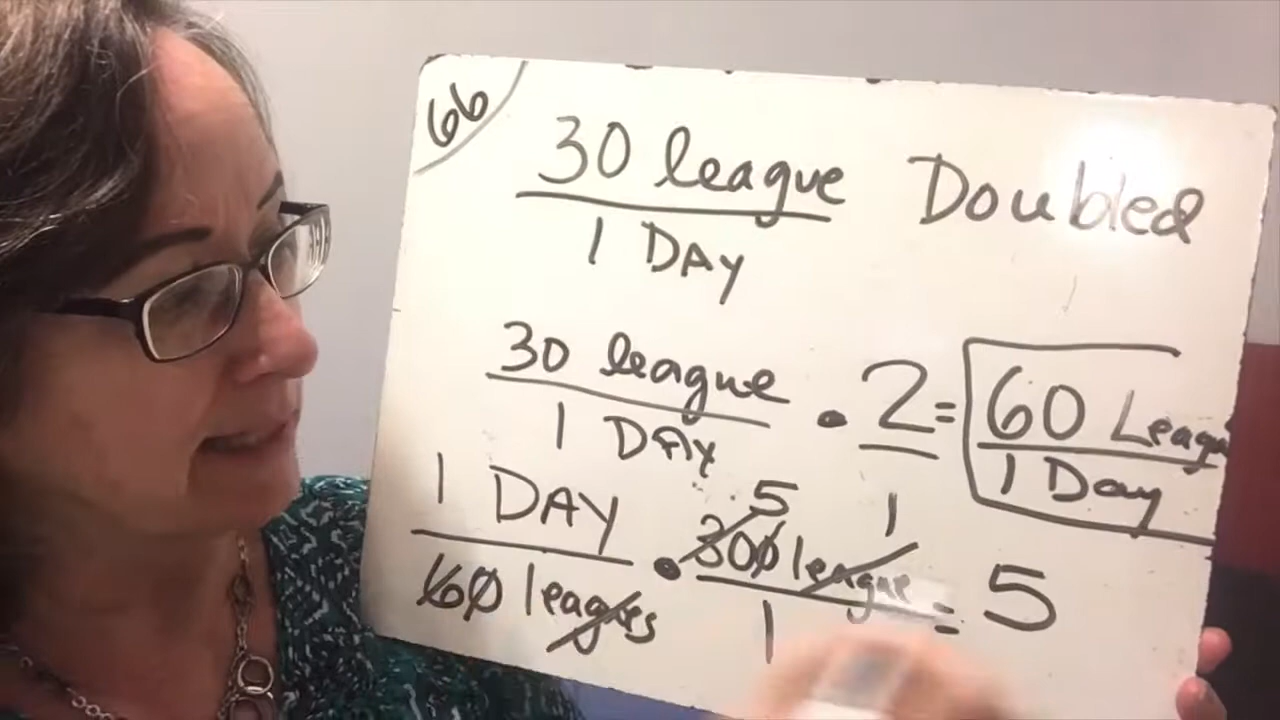 66
30 league Doubled
1 DAY
30 league · 2 = 60 League
1 DAY 1 Day
1 DAY · 5 300 league 1 = 5
60 leagues 1